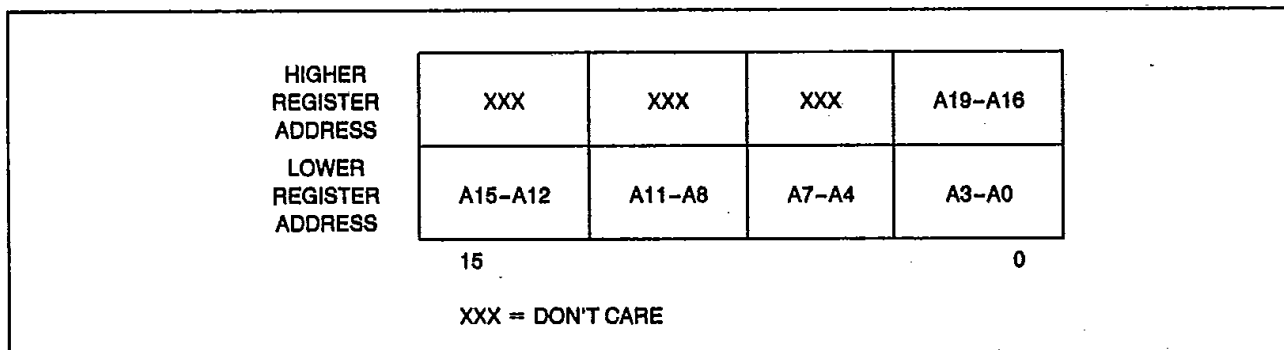 HIGHER
REGISTER
ADDRESS
XXX XXX XXX A19–A16
LOWER
REGISTER
ADDRESS
A15–A12 A11–A8 A7–A4 A3–A0
15 0
XXX = DON'T CARE